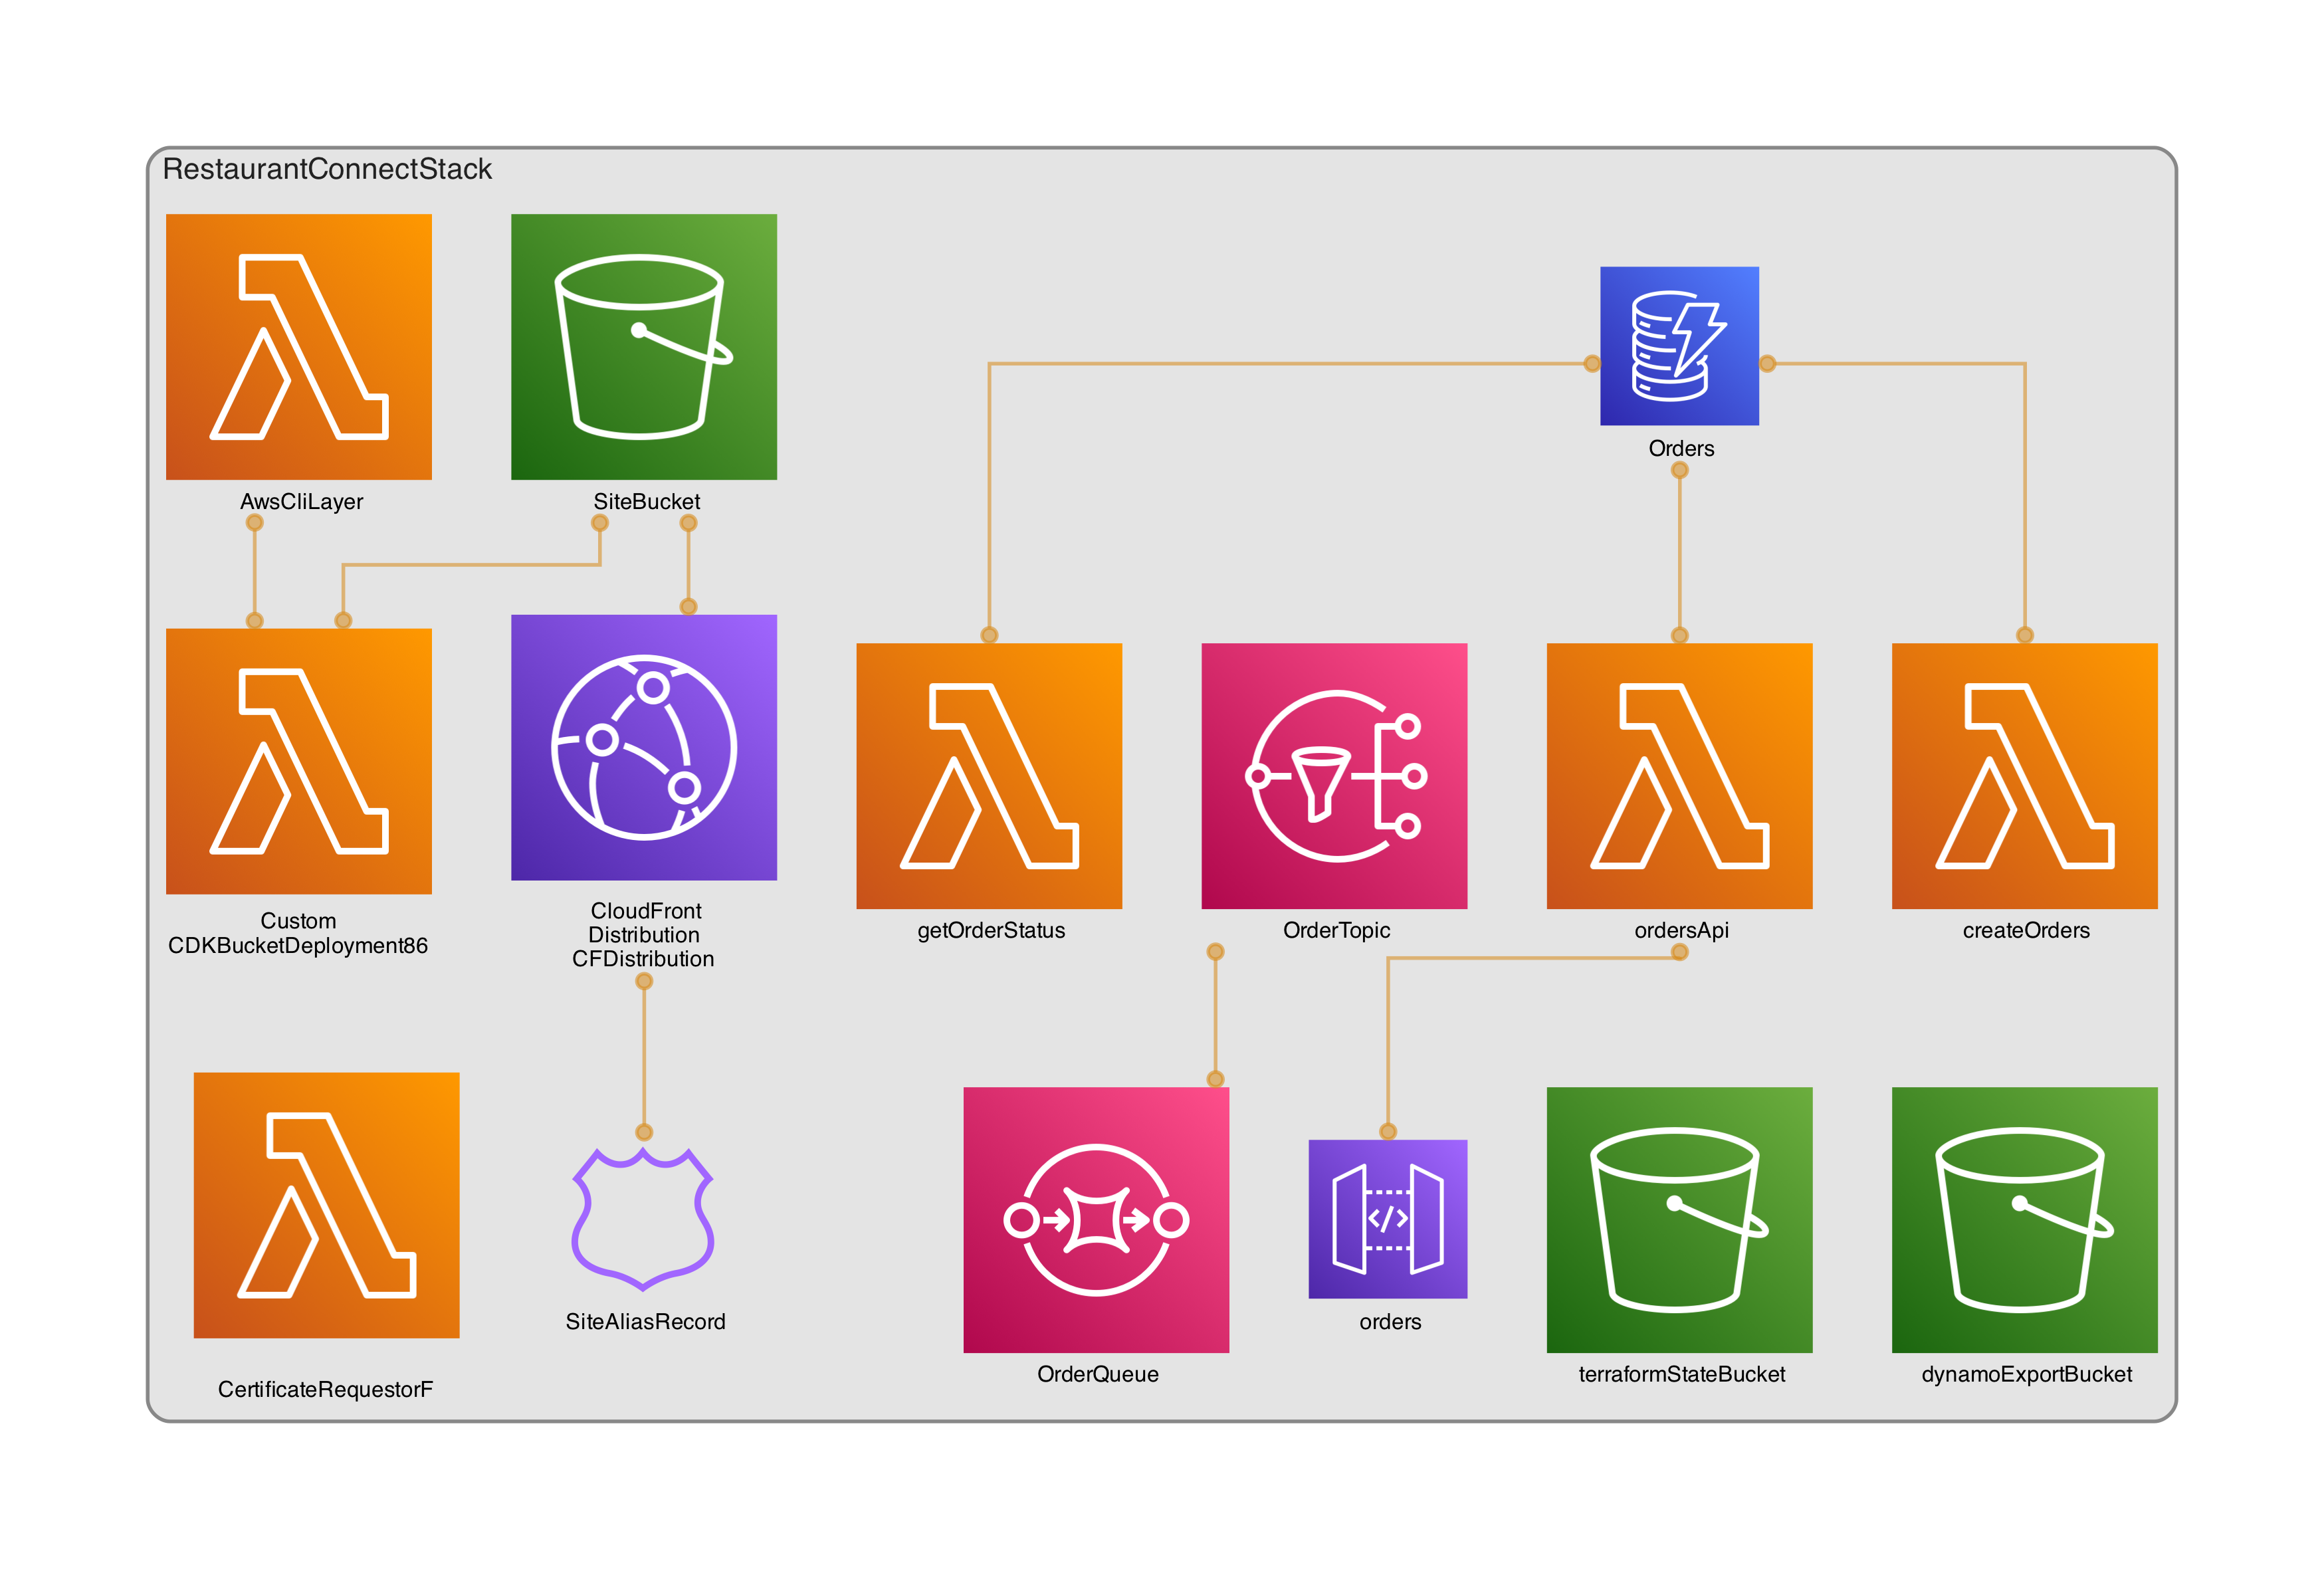 RestaurantConnectStack
AwsCliLayer
SiteBucket
Orders
Custom
CDKBucketDeployment86
CloudFront
Distribution
CFDistribution
getOrderStatus
OrderTopic
ordersApi
createOrders
CertificateRequestorF
SiteAliasRecord
OrderQueue
orders
terraformStateBucket
dynamoExportBucket